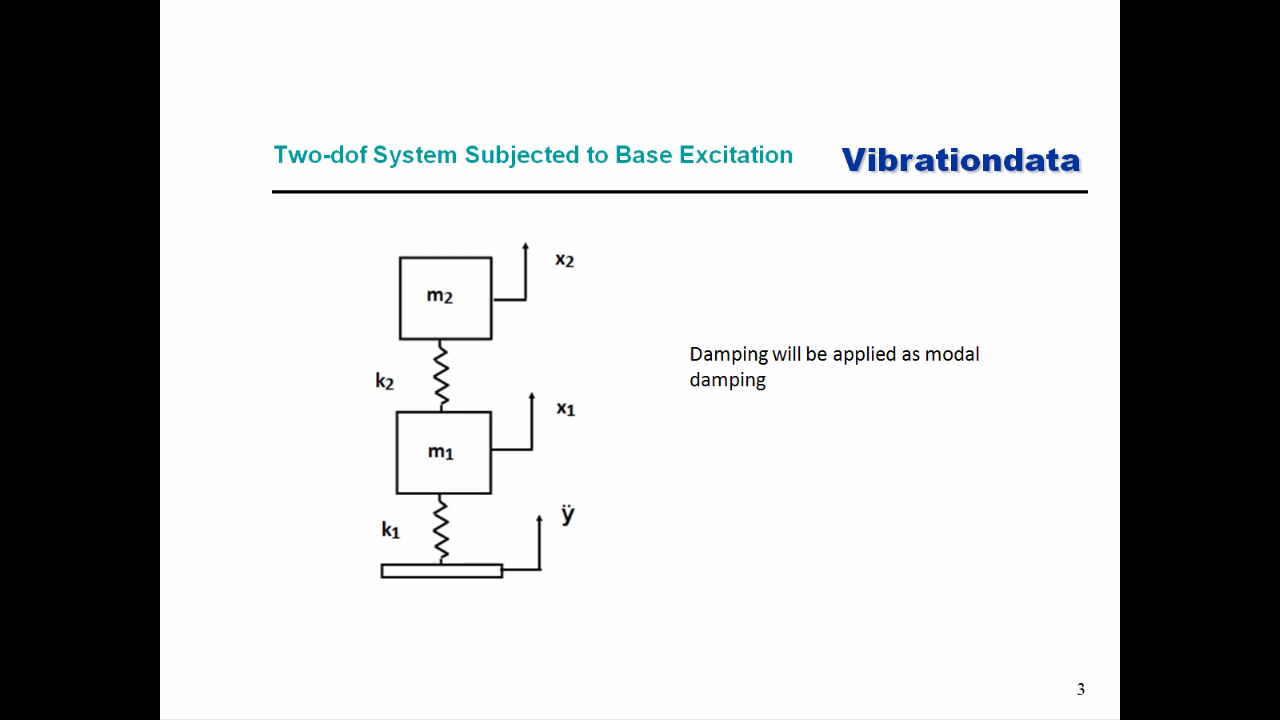 Two-dof System Subjected to Base Excitation
Vibrationdata
x2
m2
k2
x1
m1
ÿ
k1
Damping will be applied as modal
damping
3